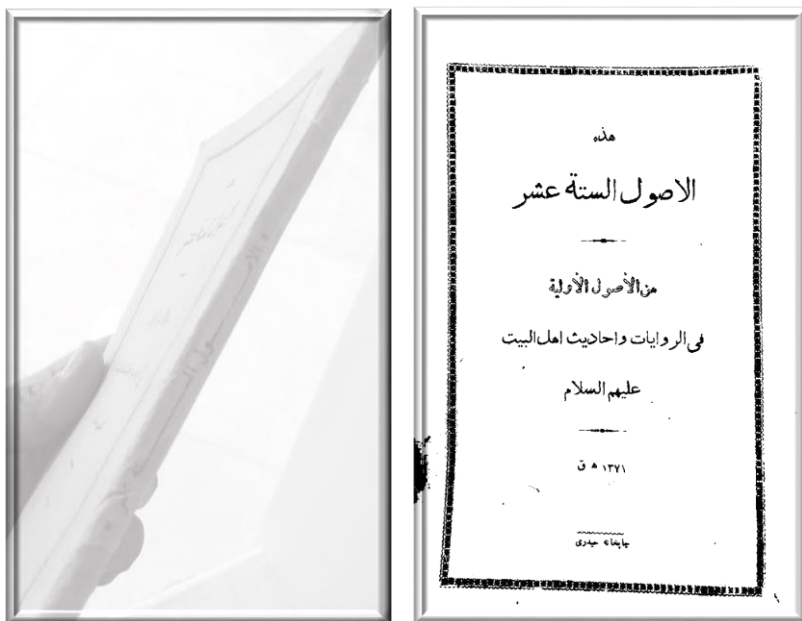 هذه
الاصول الستة عشر
من الأصول الأولية
فى الروايات واحاديث اهل البيت
عليهم السلام
١٣٧١ ه ق
چاپخانه حیدری